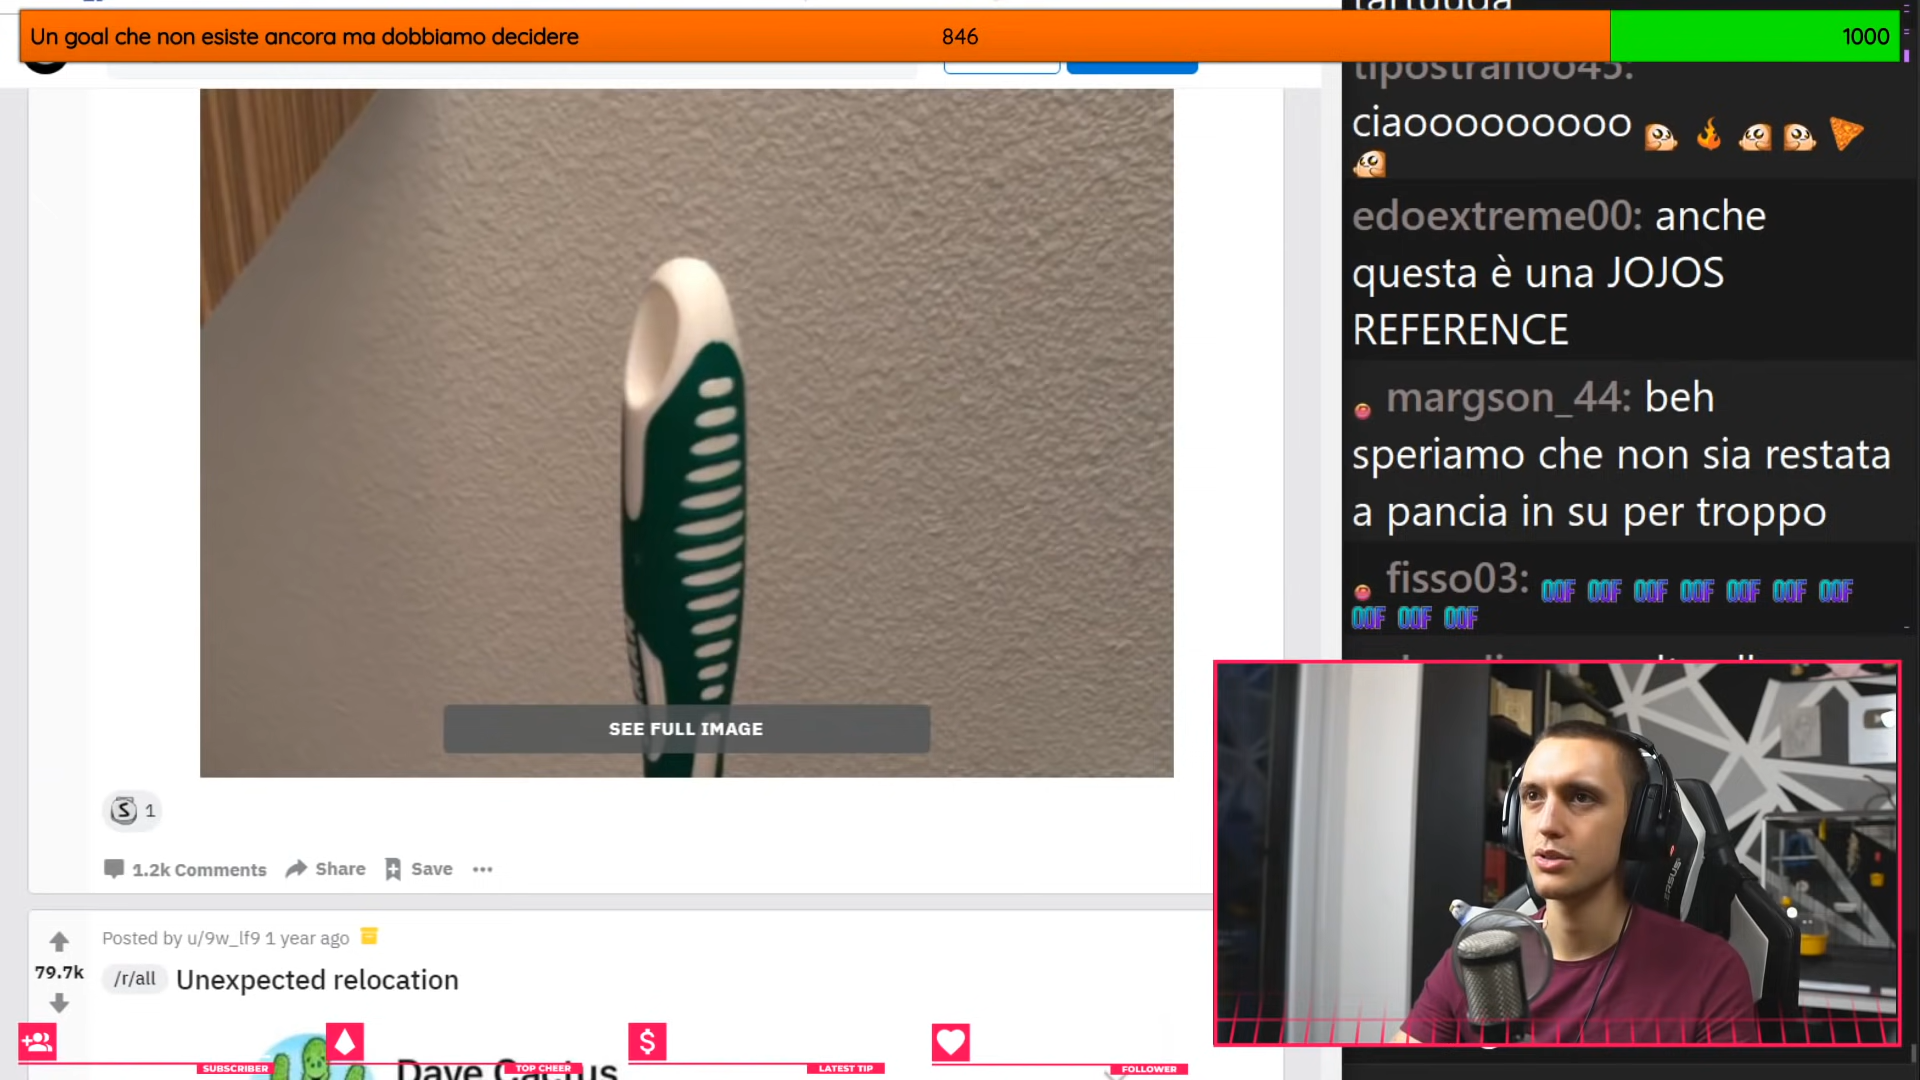 Un goal che non esiste ancora ma dobbiamo decidere
846
1000
SEE FULL IMAGE
1
1.2k Comments
Share
Save
Posted by u/9w_lf9 1 year ago
79.7k
/r/all
Unexpected relocation
Dave Cactus
SUBSCRIBER
TOP CHEER
LATEST TIP
FOLLOWER
tipostranoo45:
ciaooooooooo
edoextreme00: anche
questa è una JOJOS
REFERENCE
margson_44: beh
speriamo che non sia restata
a pancia in su per troppo
fisso03: OOF OOF OOF OOF OOF OOF OOF
OOF OOF OOF